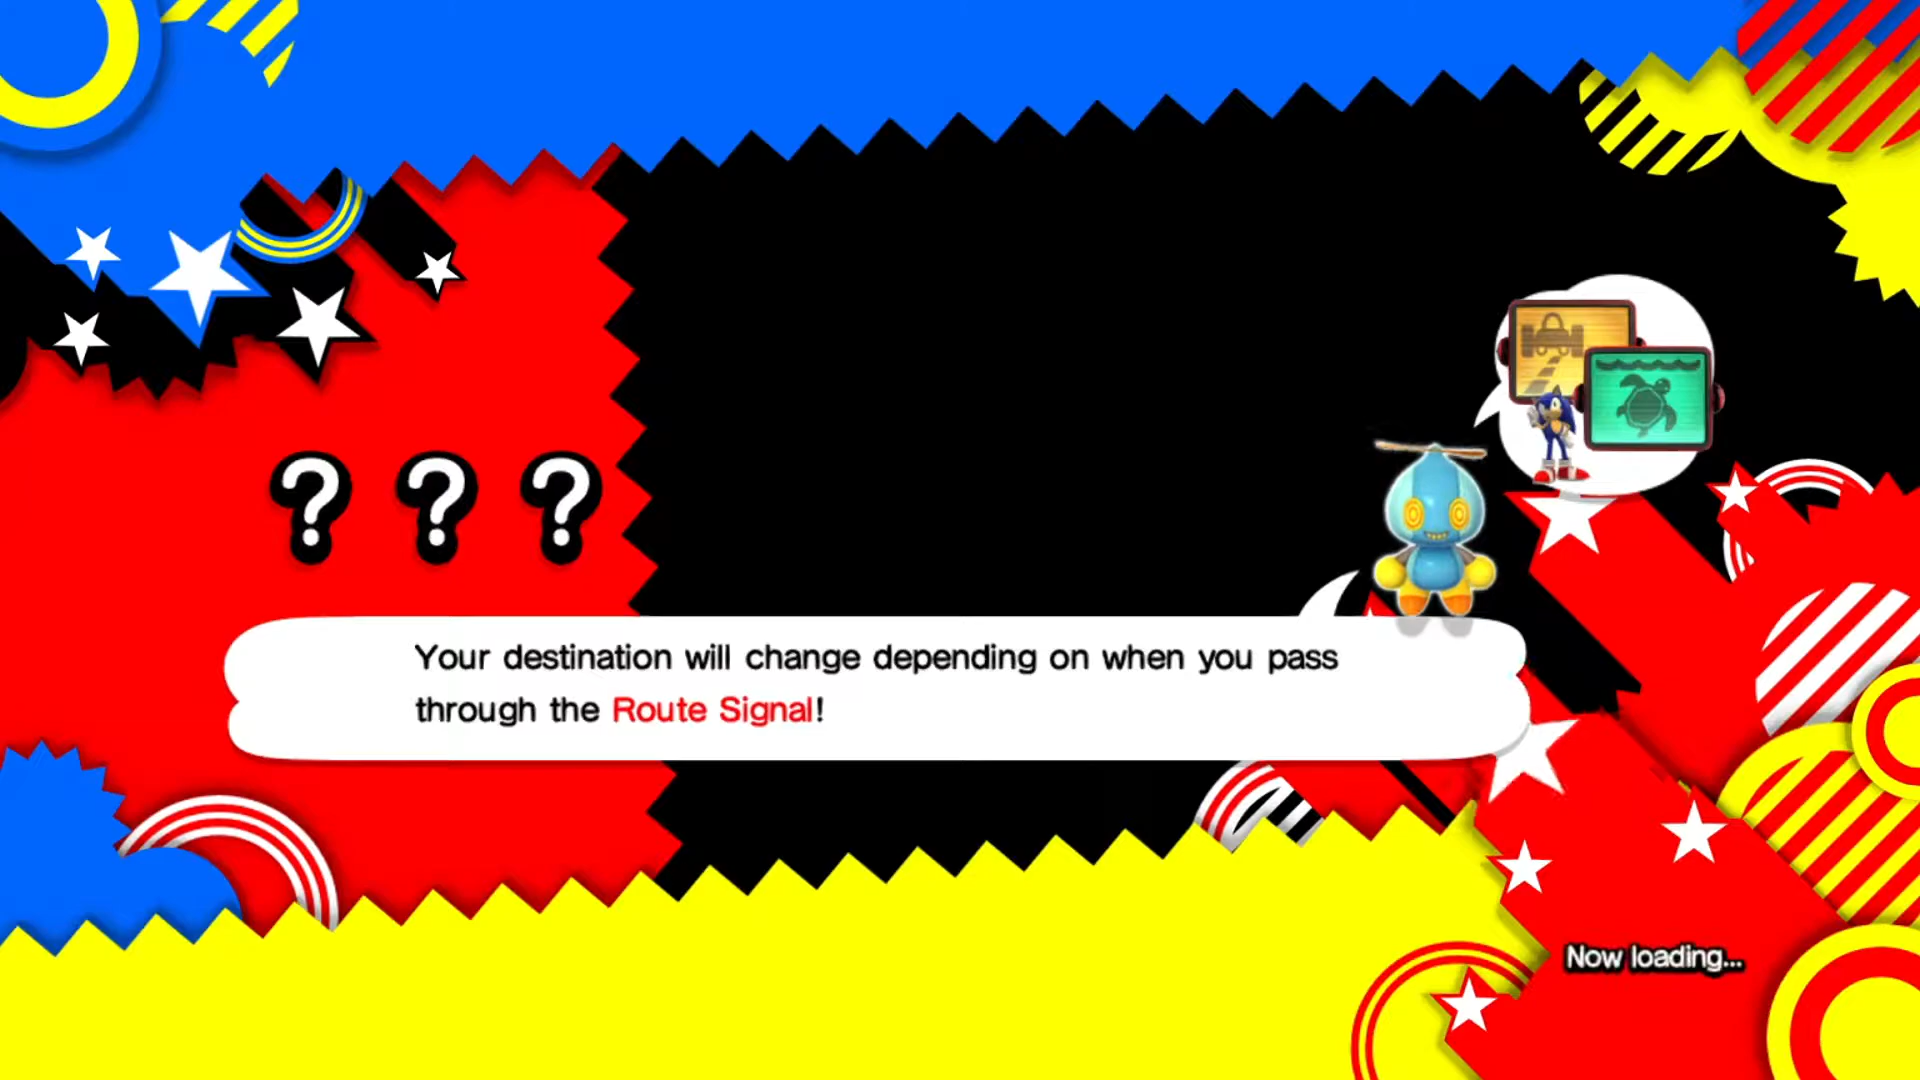 ? ? ?
Your destination will change depending on when you pass
through the Route Signal!
Now loading...